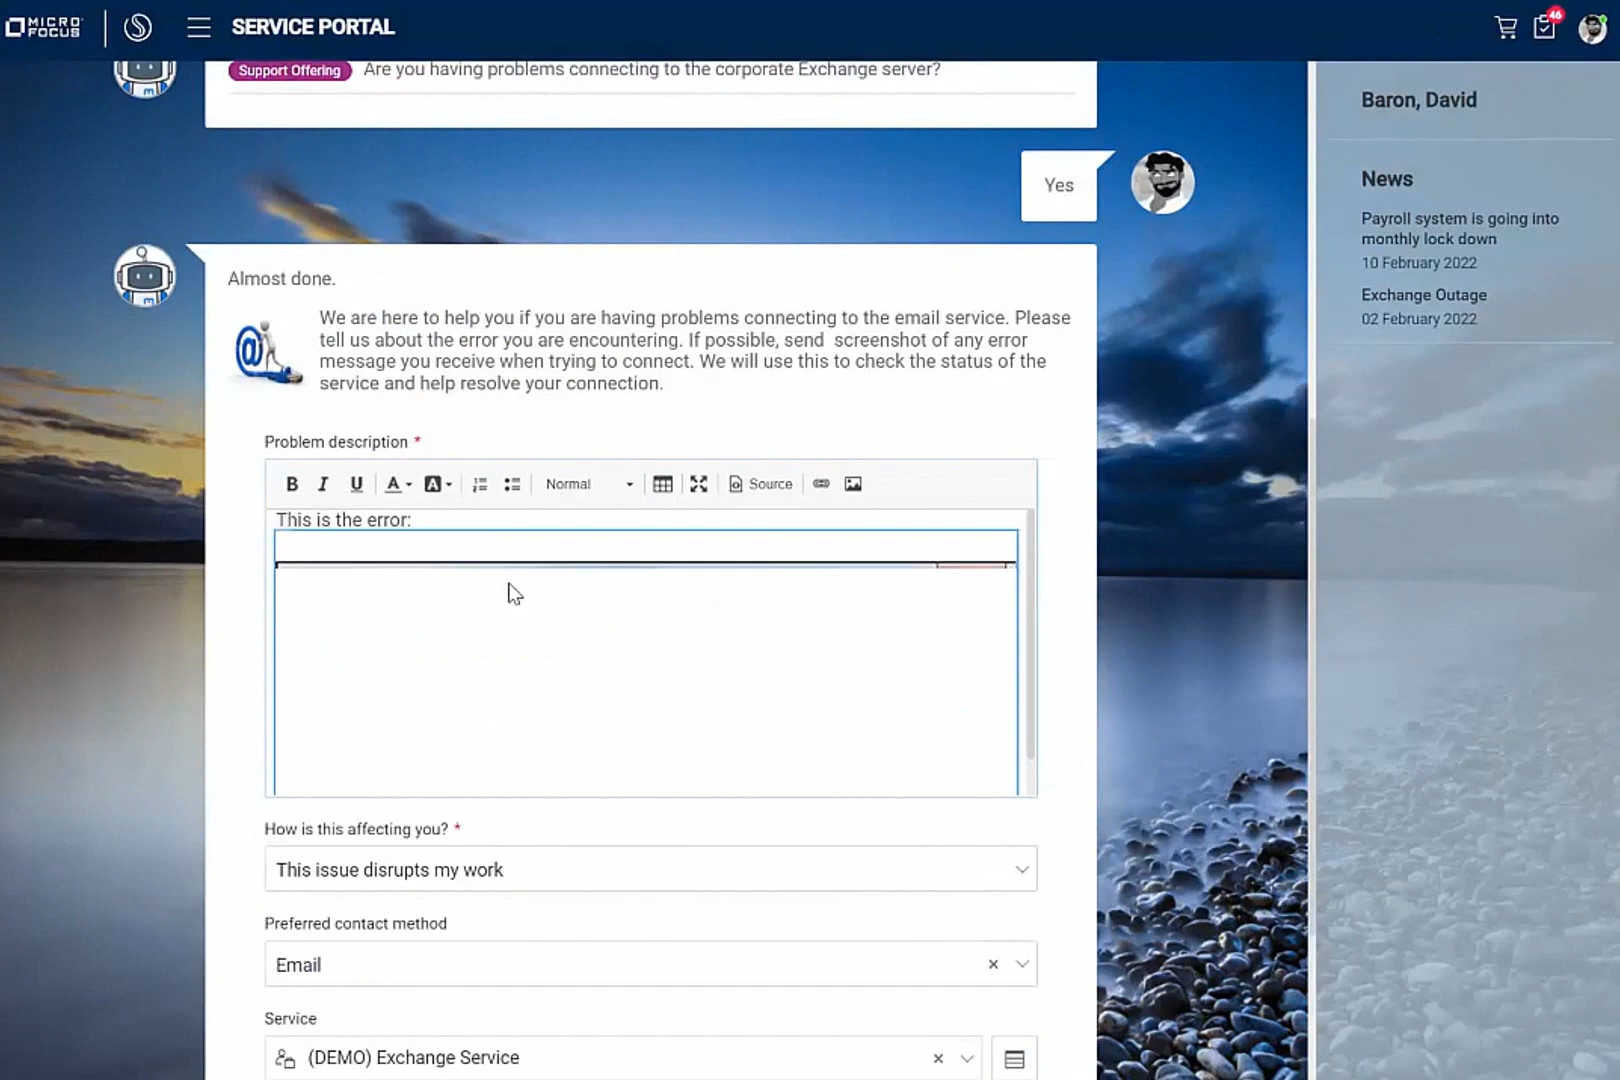 MICRO
FOCUS
SERVICE PORTAL
46
Support Offering Are you having problems connecting to the corporate Exchange server?
Yes
Almost done.
We are here to help you if you are having problems connecting to the email service. Please
tell us about the error you are encountering. If possible, send screenshot of any error
message you receive when trying to connect. We will use this to check the status of the
service and help resolve your connection.
Problem description *
B I U A A Normal Source
This is the error:
How is this affecting you? *
This issue disrupts my work
Preferred contact method
Email
Service
(DEMO) Exchange Service
Baron, David
News
Payroll system is going into
monthly lock down
10 February 2022
Exchange Outage
02 February 2022